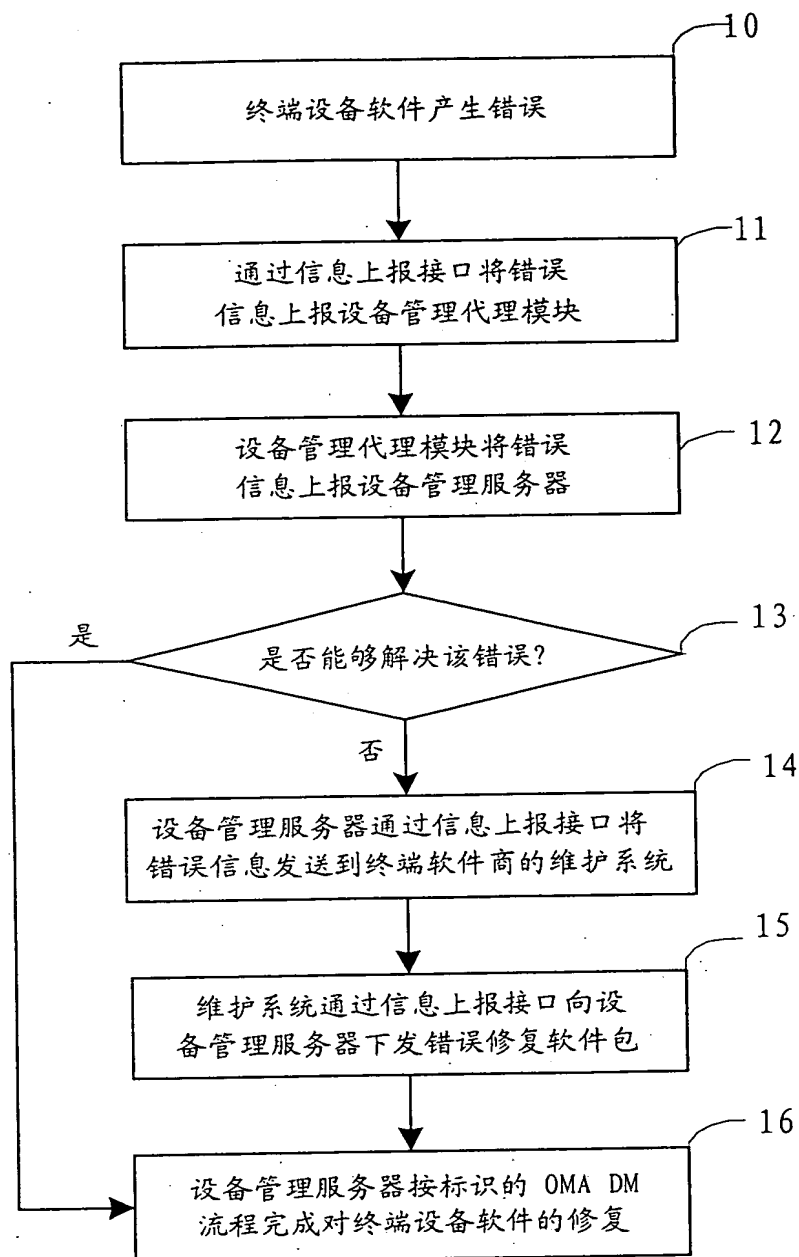 10
终端设备软件产生错误
11
通过信息上报接口将错误
信息上报设备管理代理模块
12
设备管理代理模块将错误
信息上报设备管理服务器
13
是
是否能够解决该错误?
否
14
设备管理服务器通过信息上报接口将
错误信息发送到终端软件商的维护系统
15
维护系统通过信息上报接口向设
备管理服务器下发错误修复软件包
16
设备管理服务器按标识的 OMA DM
流程完成对终端设备软件的修复